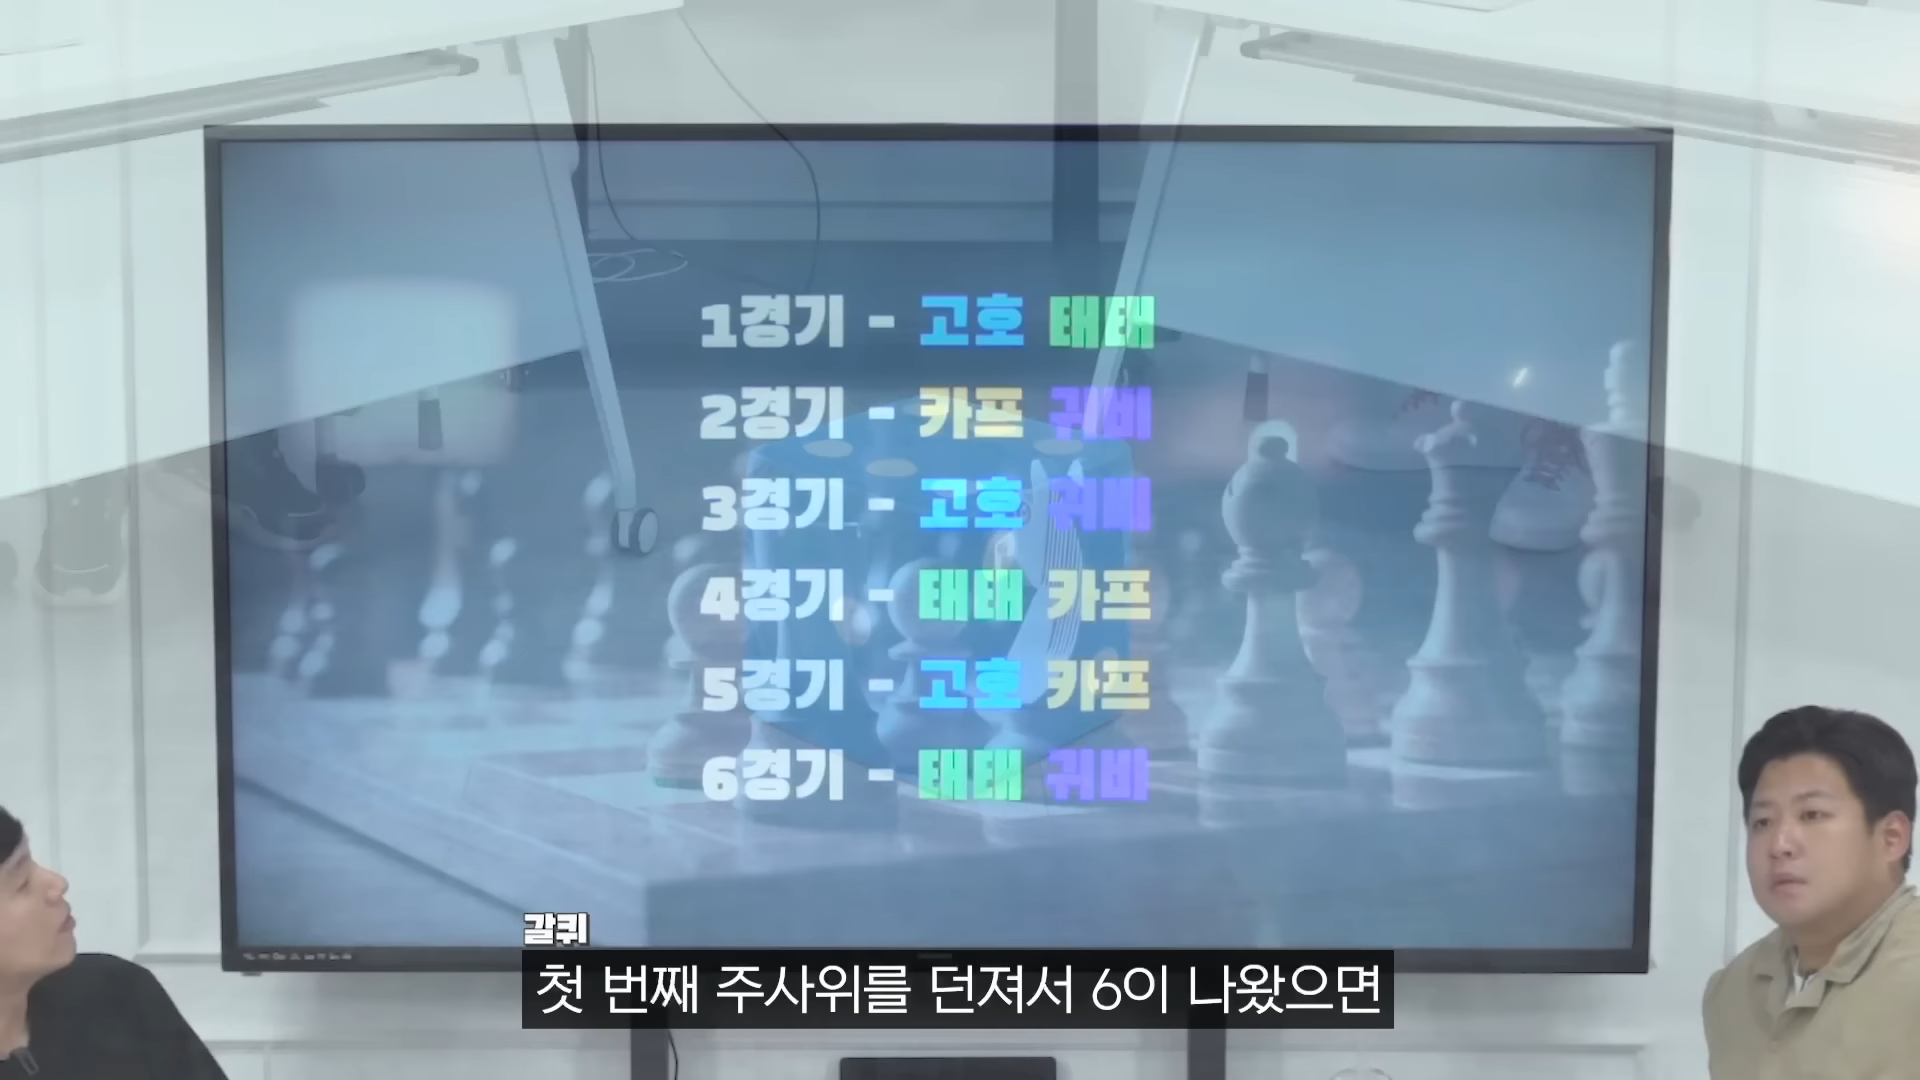 1경기 - 고호 태태
2경기 - 카프 귀비
3경기 - 고호 귀비
4경기 - 태태 카프
5경기 - 고호 카프
6경기 - 태태 귀비
갈퀴
첫 번째 주사위를 던져서 6이 나왔으면